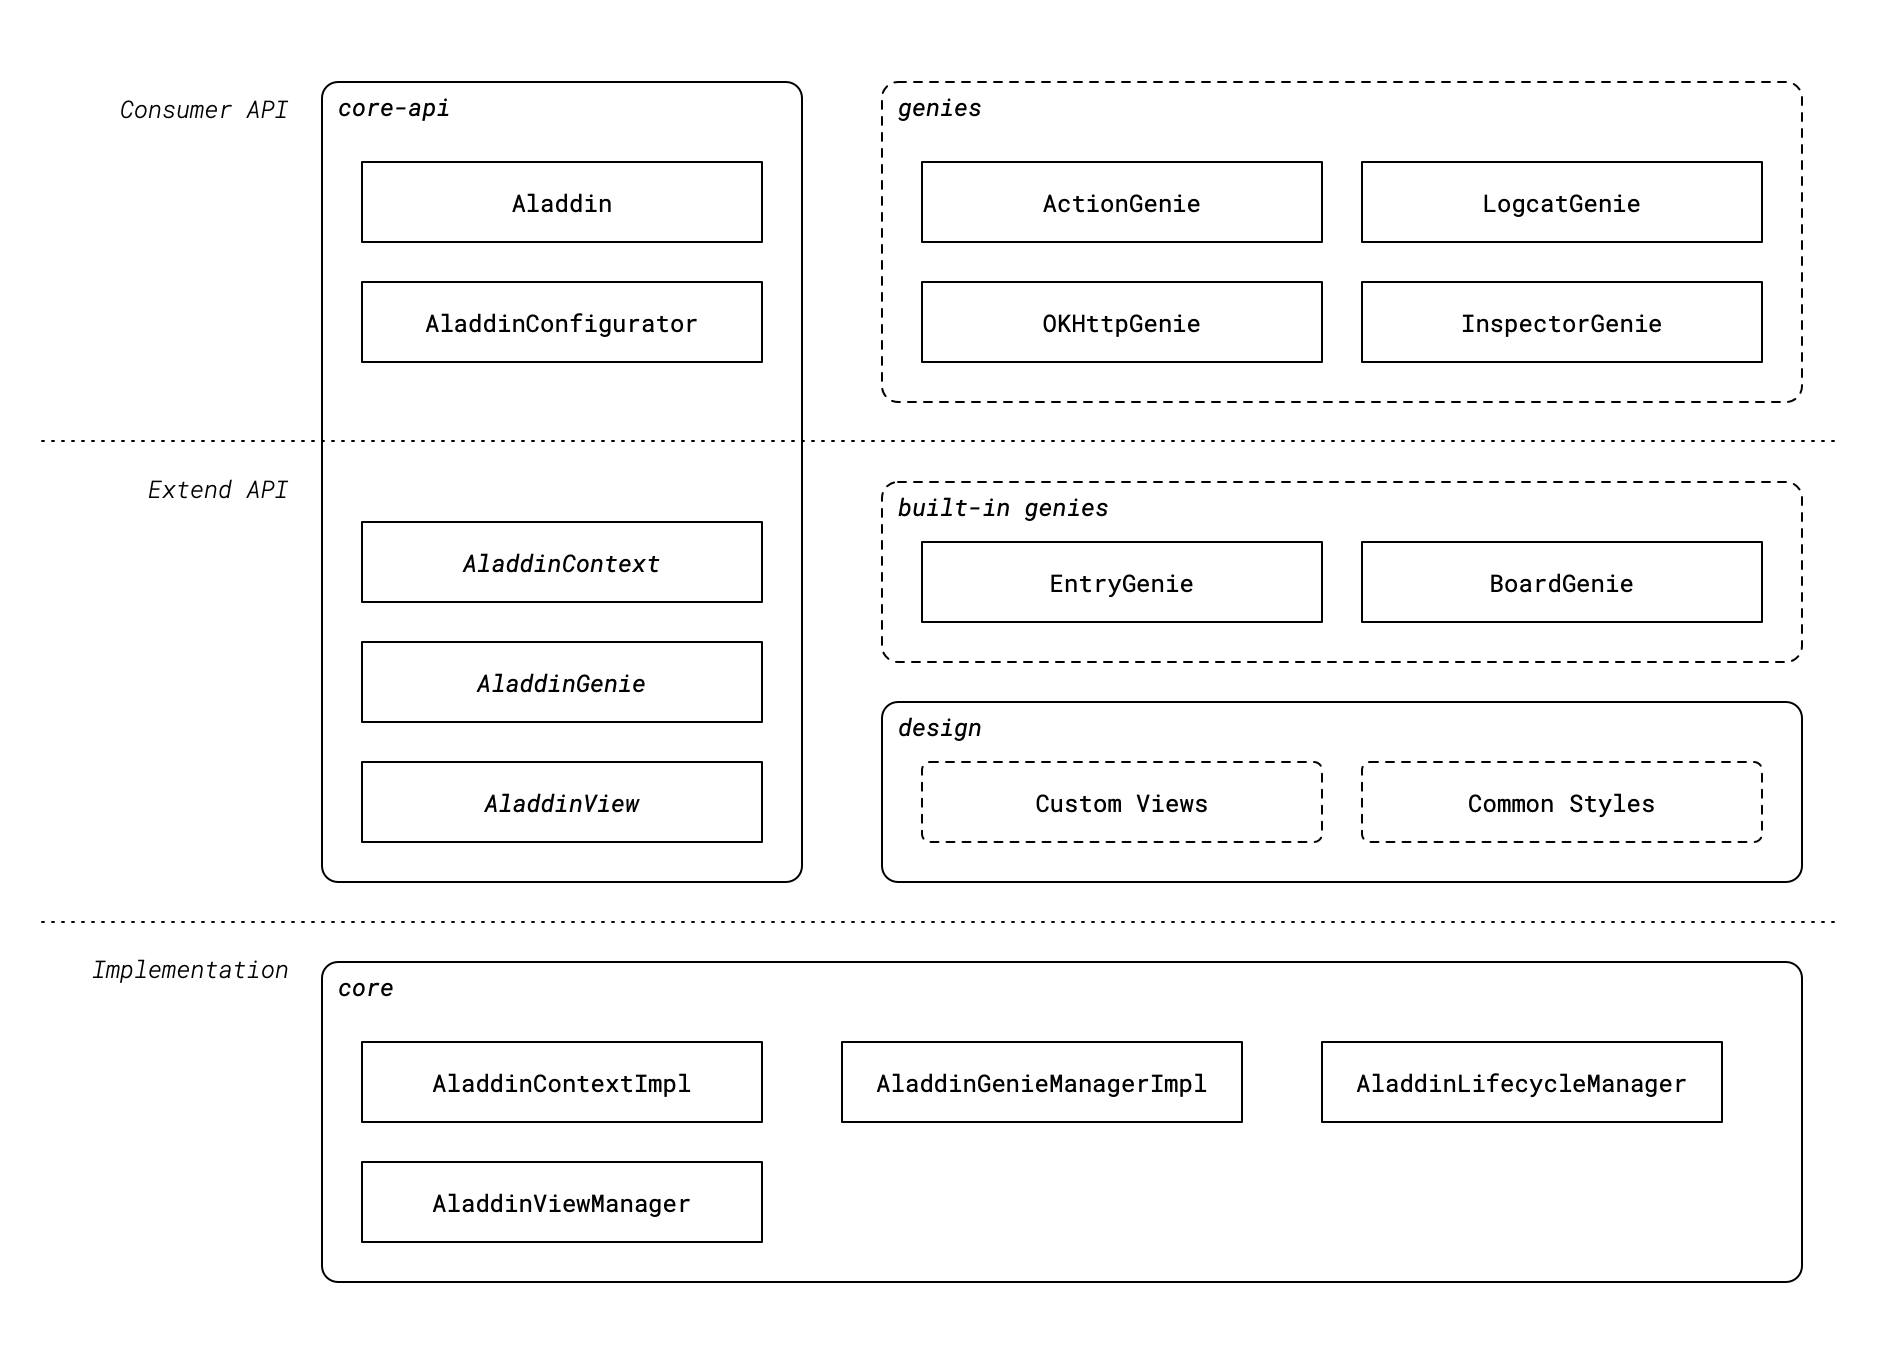 Consumer API
core-api
Aladdin
AladdinConfigurator
genies
ActionGenie
LogcatGenie
OKHttpGenie
InspectorGenie
Extend API
AladdinContext
AladdinGenie
AladdinView
built-in genies
EntryGenie
BoardGenie
design
Custom Views
Common Styles
Implementation
core
AladdinContextImpl
AladdinGenieManagerImpl
AladdinLifecycleManager
AladdinViewManager